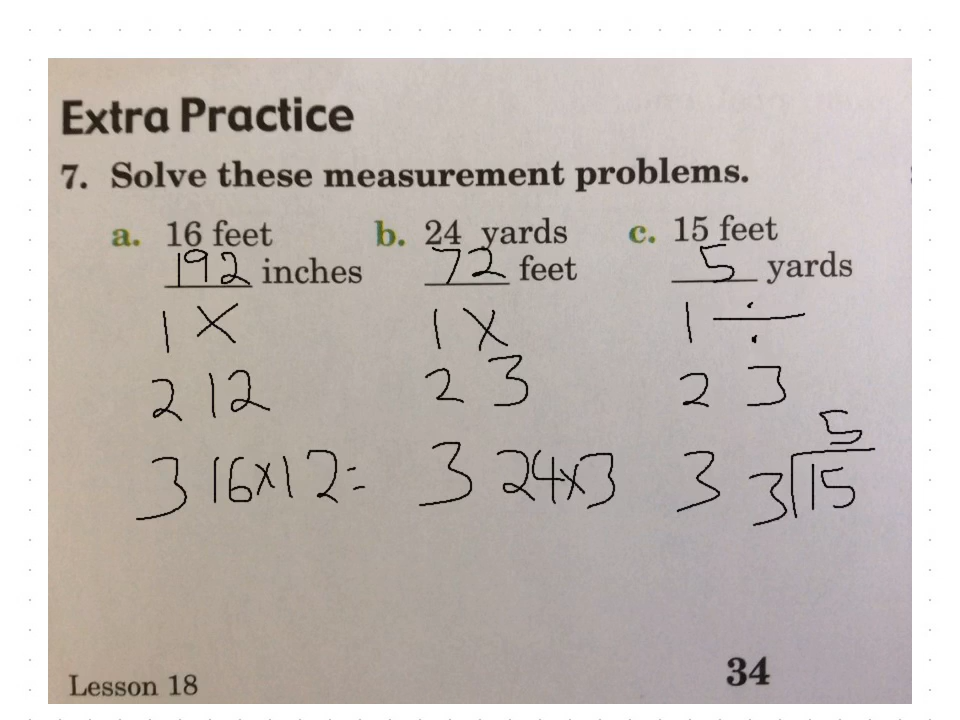 Extra Practice
7. Solve these measurement problems.
a. 16 feet b. 24 yards c. 15 feet
192 inches 72 feet 5 yards
1 × 1 × 1 ÷
2 12 2 3 2 3
5
3 16×12= 3 24×3 3 3√15
Lesson 18 34